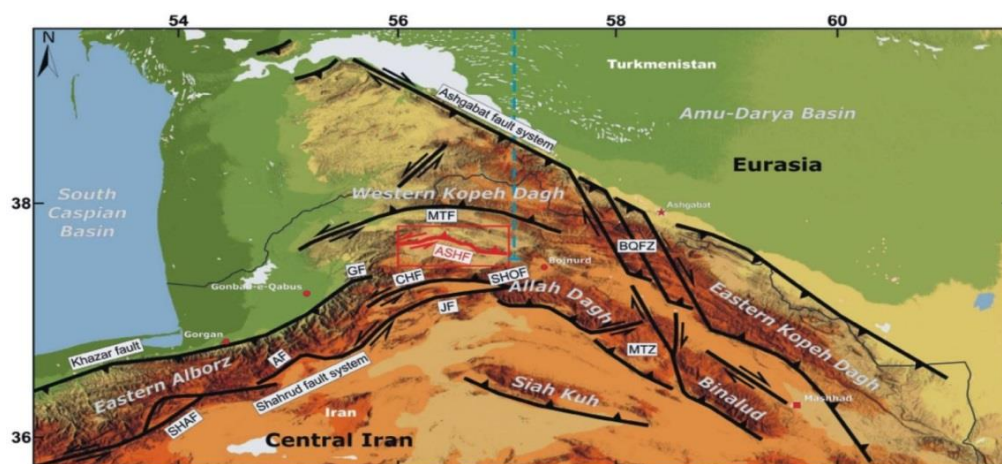 54
56
58
60
N
Turkmenistan
Ashgabat fault system
Amu-Darya Basin
Eurasia
38
South
Caspian
Basin
Western Kopeh Dagh
Ashgabat
MTF
BQFZ
ASHF
GF
CHF
SHOF
Bojnurd
Gonbad-e-Qabus
Allah Dagh
JF
Eastern Kopeh Dagh
Gorgan
Khazar fault
AF
MTZ
Eastern Alborz
Shahrud fault system
Siah Kuh
Binalud
Mashhad
SHAF
Iran
36
Central Iran